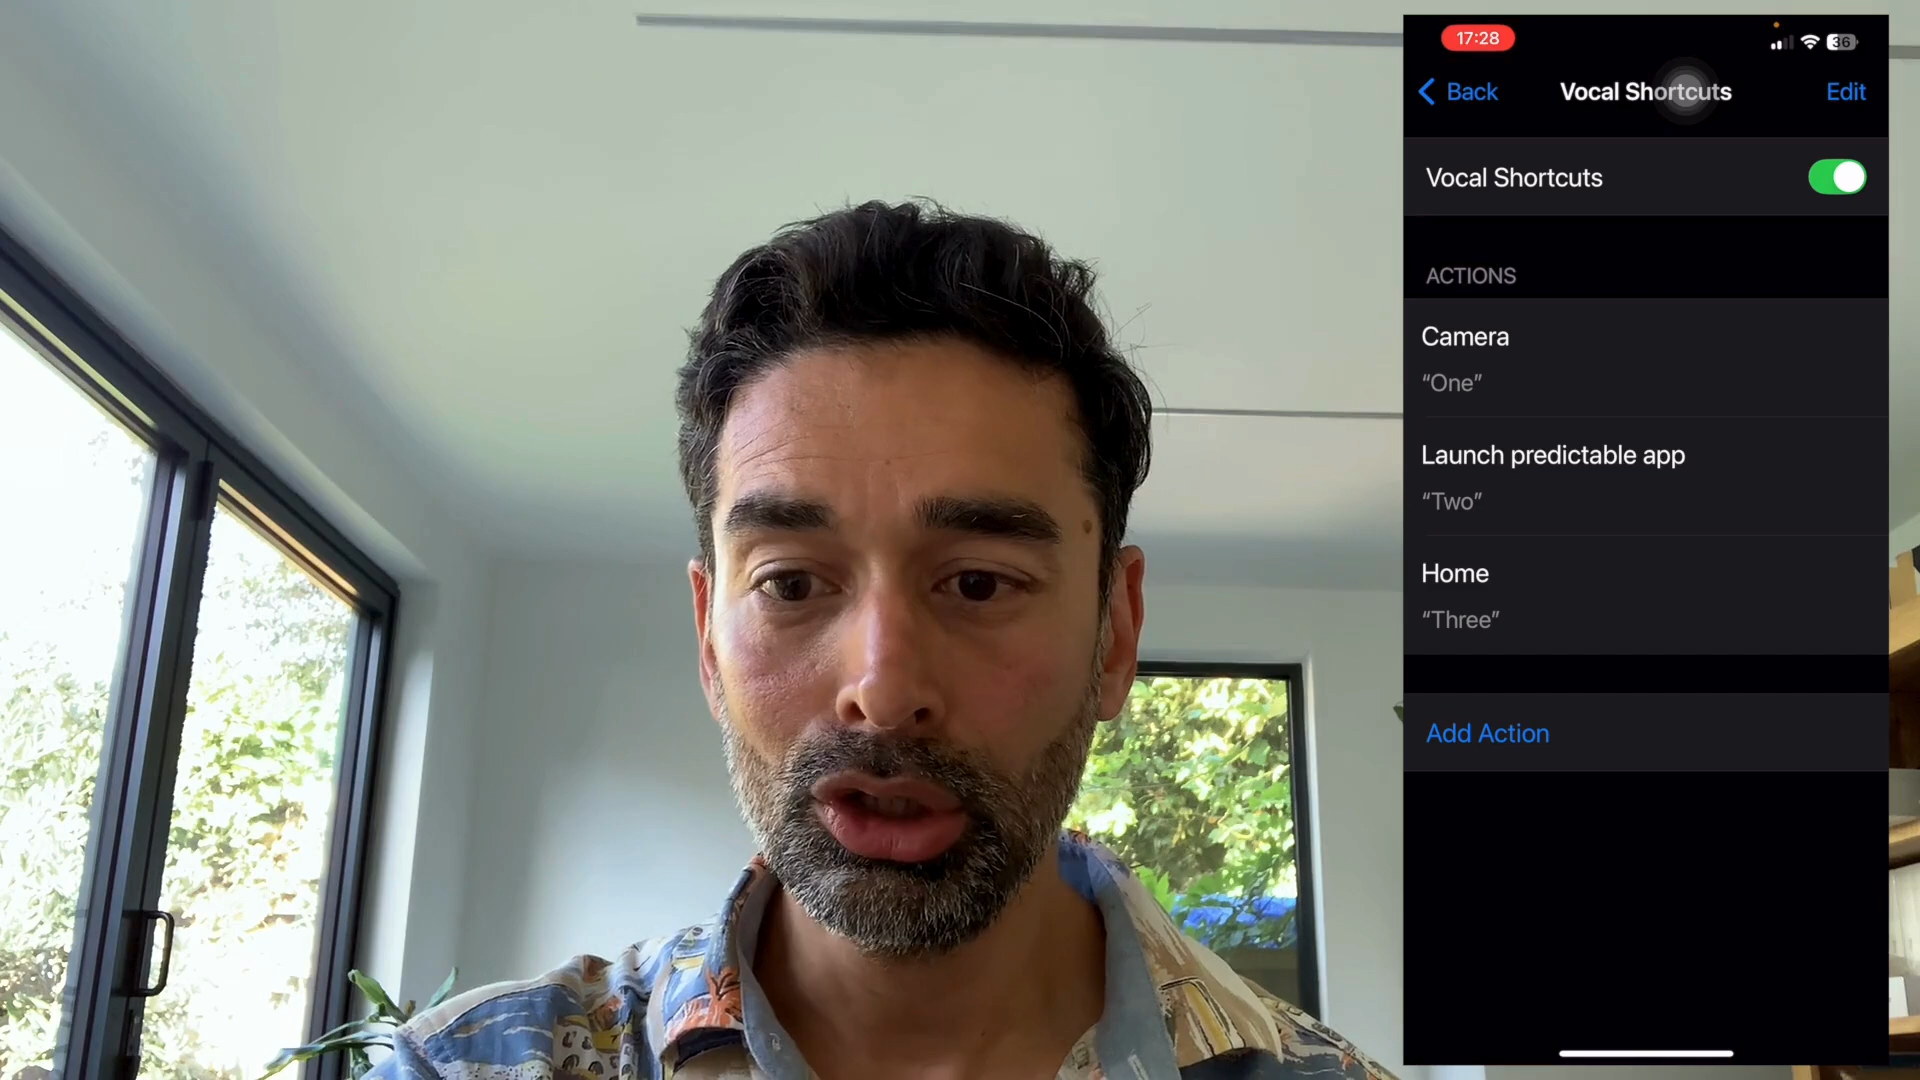 17:28
36
Back
Vocal Shortcuts
Edit
Vocal Shortcuts
ACTIONS
Camera
“One”
Launch predictable app
“Two”
Home
“Three”
Add Action